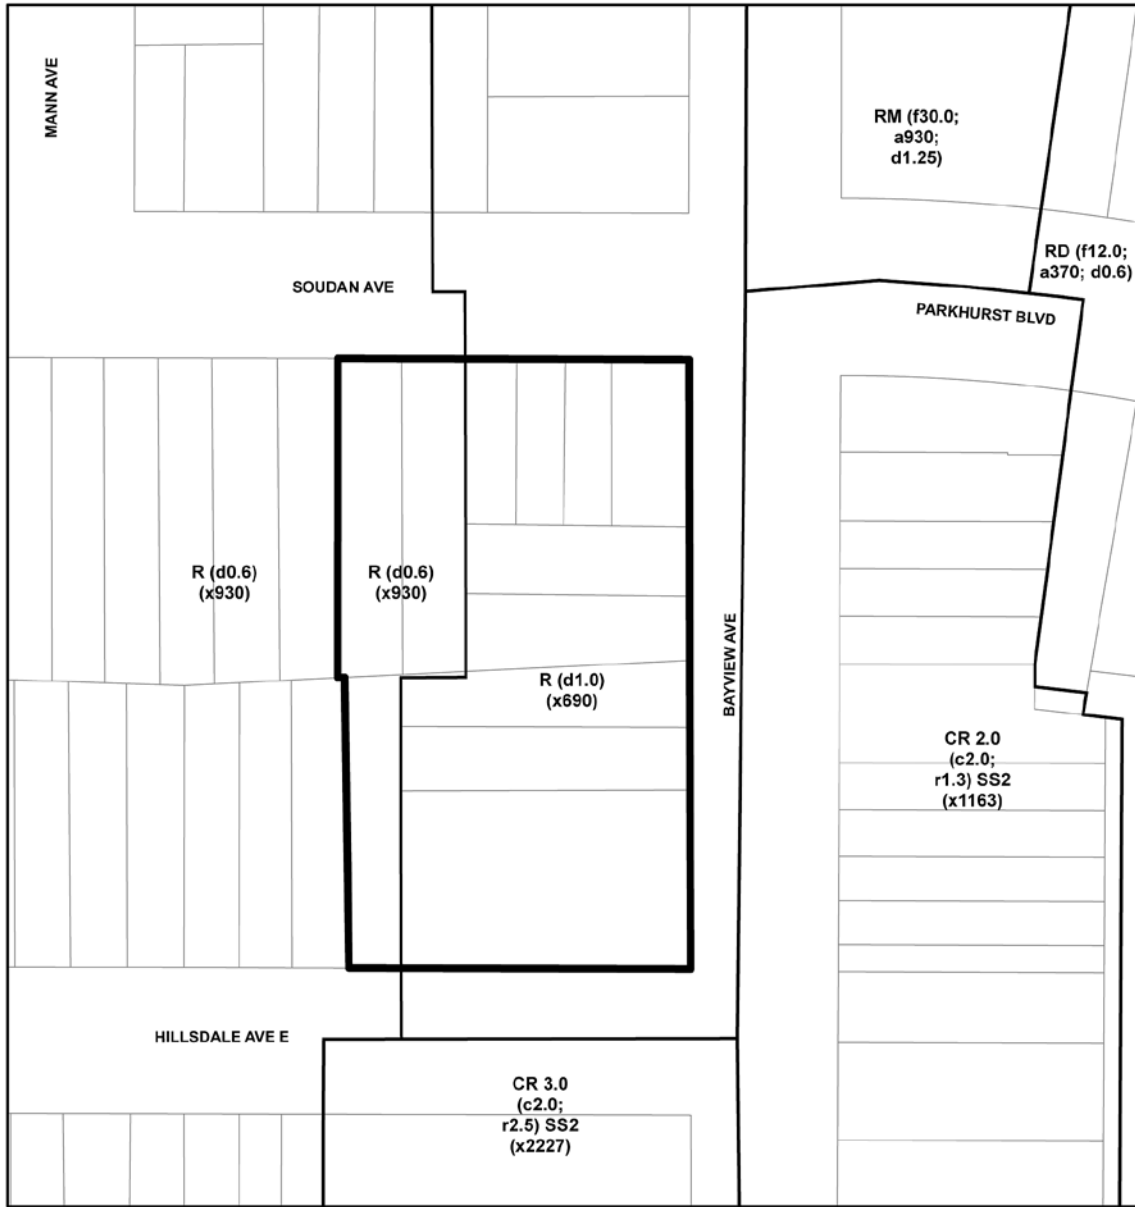 MANN AVE
RM (f30.0;
a930;
d1.25)
RD (f12.0;
a370; d0.6)
SOUDAN AVE
PARKHURST BLVD
R (d0.6)
(x930)
R (d0.6)
(x930)
BAYVIEW AVE
R (d1.0)
(x690)
CR 2.0
(c2.0;
r1.3) SS2
(x1163)
HILLSDALE AVE E
CR 3.0
(c2.0;
r2.5) SS2
(x2227)